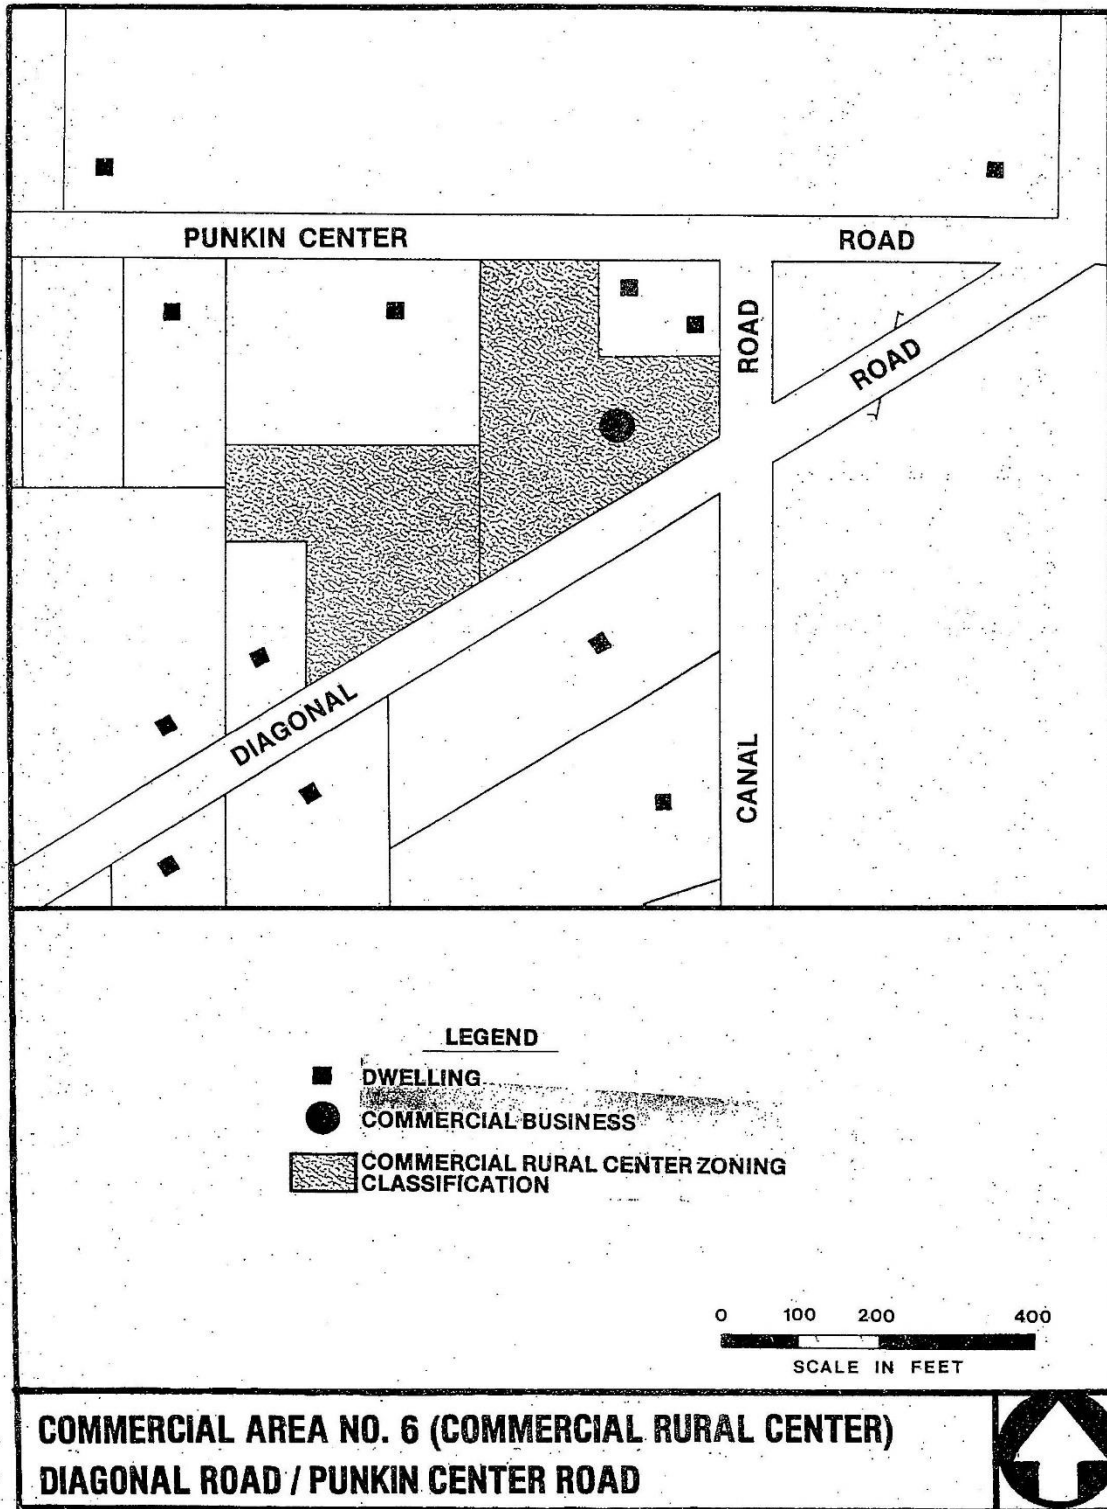 PUNKIN CENTER ROAD
ROAD
ROAD
DIAGONAL
CANAL
LEGEND
DWELLING
COMMERCIAL BUSINESS
COMMERCIAL RURAL CENTER ZONING
CLASSIFICATION
0 100 200 400
SCALE IN FEET
COMMERCIAL AREA NO. 6 (COMMERCIAL RURAL CENTER)
DIAGONAL ROAD / PUNKIN CENTER ROAD